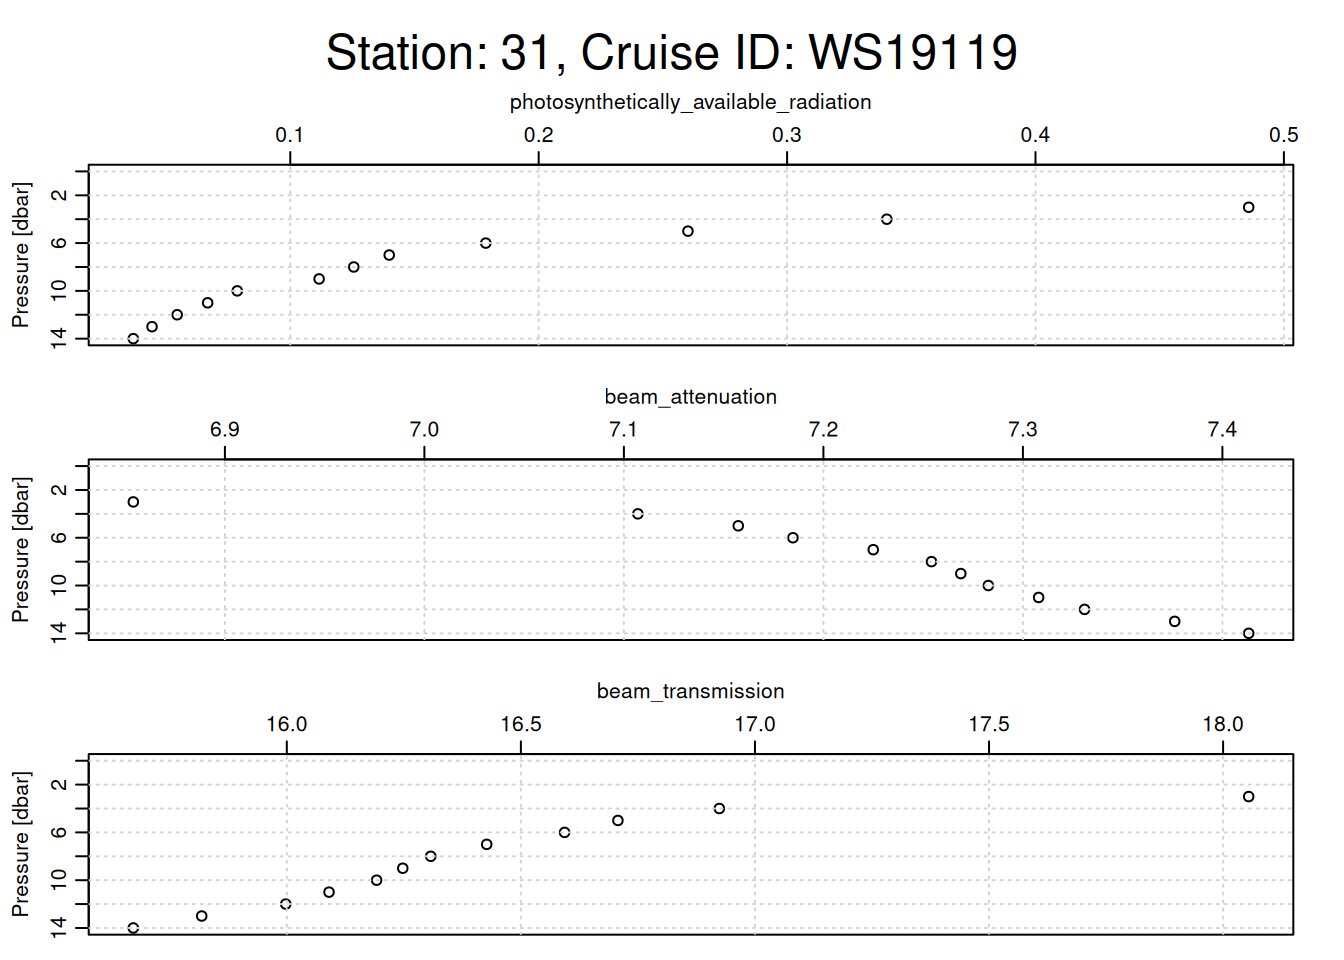 Station: 31, Cruise ID: WS19119
photosynthetically_available_radiation
0.1 0.2 0.3 0.4 0.5
Pressure [dbar]
2
6
10
14
beam_attenuation
6.9 7.0 7.1 7.2 7.3 7.4
Pressure [dbar]
2
6
10
14
beam_transmission
16.0 16.5 17.0 17.5 18.0
Pressure [dbar]
2
6
10
14